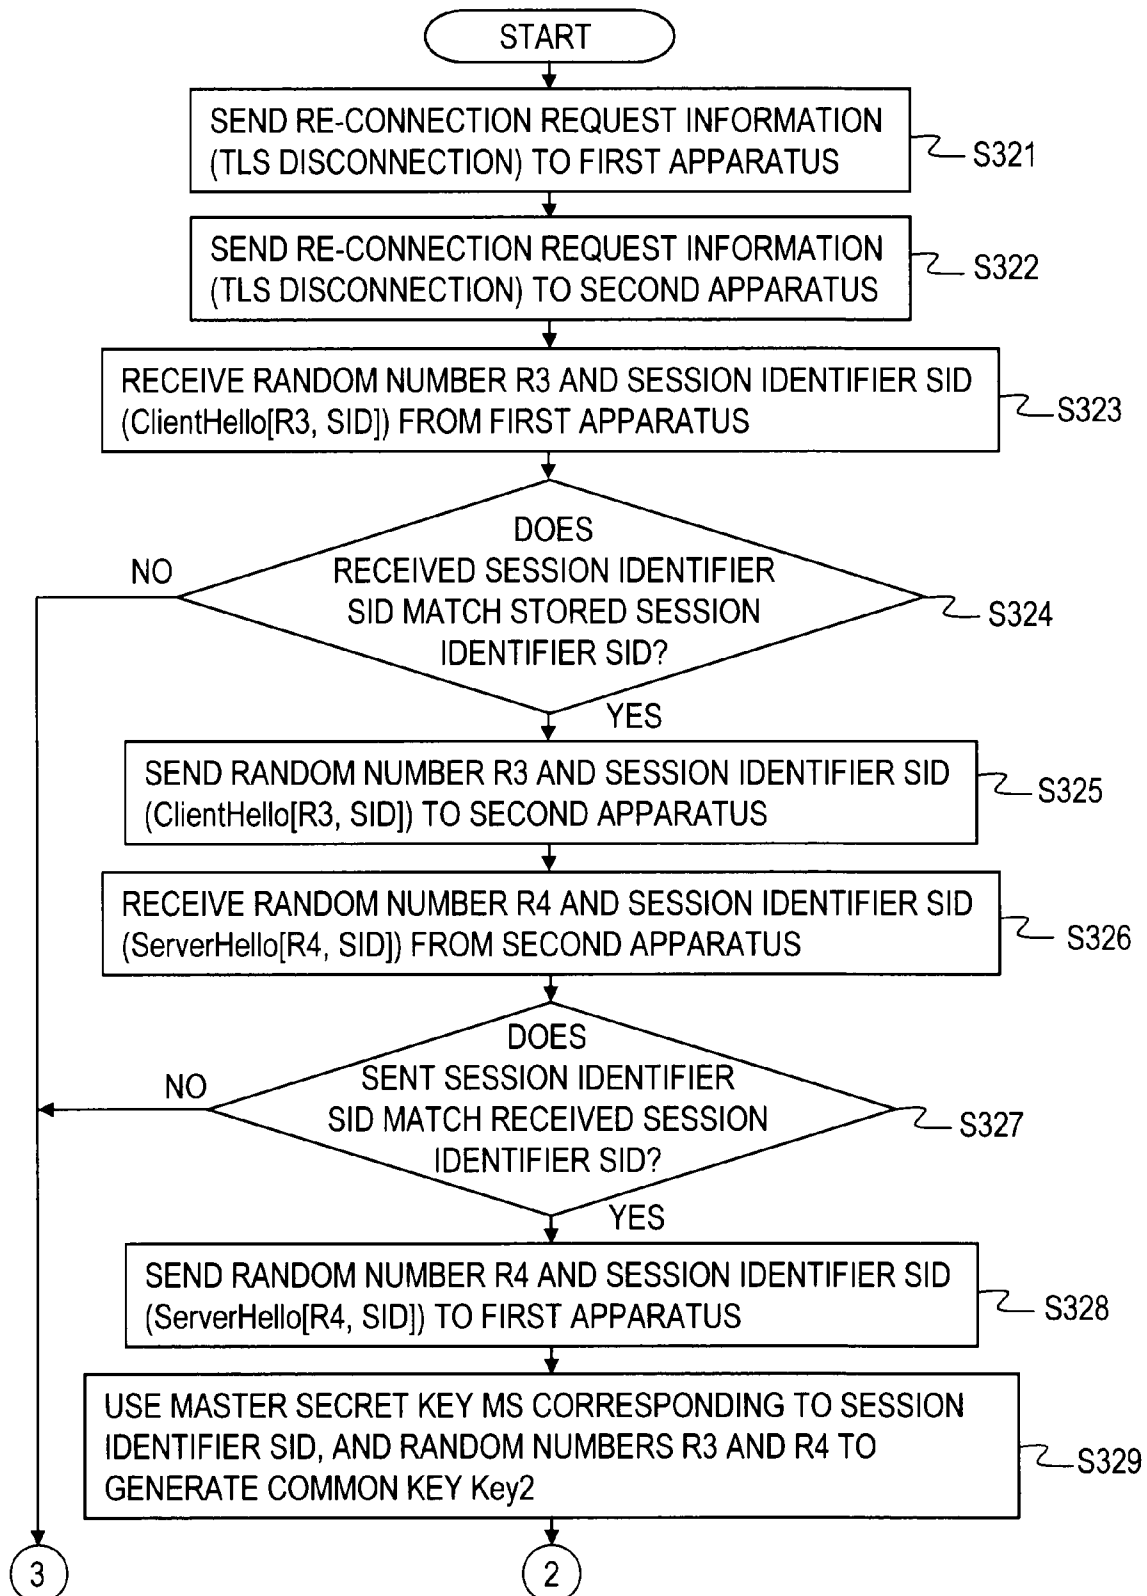 START
SEND RE-CONNECTION REQUEST INFORMATION
(TLS DISCONNECTION) TO FIRST APPARATUS
S321
SEND RE-CONNECTION REQUEST INFORMATION
(TLS DISCONNECTION) TO SECOND APPARATUS
S322
RECEIVE RANDOM NUMBER R3 AND SESSION IDENTIFIER SID
(ClientHello[R3, SID]) FROM FIRST APPARATUS
S323
DOES
RECEIVED SESSION IDENTIFIER
SID MATCH STORED SESSION
IDENTIFIER SID?
NO
S324
YES
SEND RANDOM NUMBER R3 AND SESSION IDENTIFIER SID
(ClientHello[R3, SID]) TO SECOND APPARATUS
S325
RECEIVE RANDOM NUMBER R4 AND SESSION IDENTIFIER SID
(ServerHello[R4, SID]) FROM SECOND APPARATUS
S326
DOES
SENT SESSION IDENTIFIER
SID MATCH RECEIVED SESSION
IDENTIFIER SID?
NO
S327
YES
SEND RANDOM NUMBER R4 AND SESSION IDENTIFIER SID
(ServerHello[R4, SID]) TO FIRST APPARATUS
S328
USE MASTER SECRET KEY MS CORRESPONDING TO SESSION
IDENTIFIER SID, AND RANDOM NUMBERS R3 AND R4 TO
GENERATE COMMON KEY Key2
S329
3
2